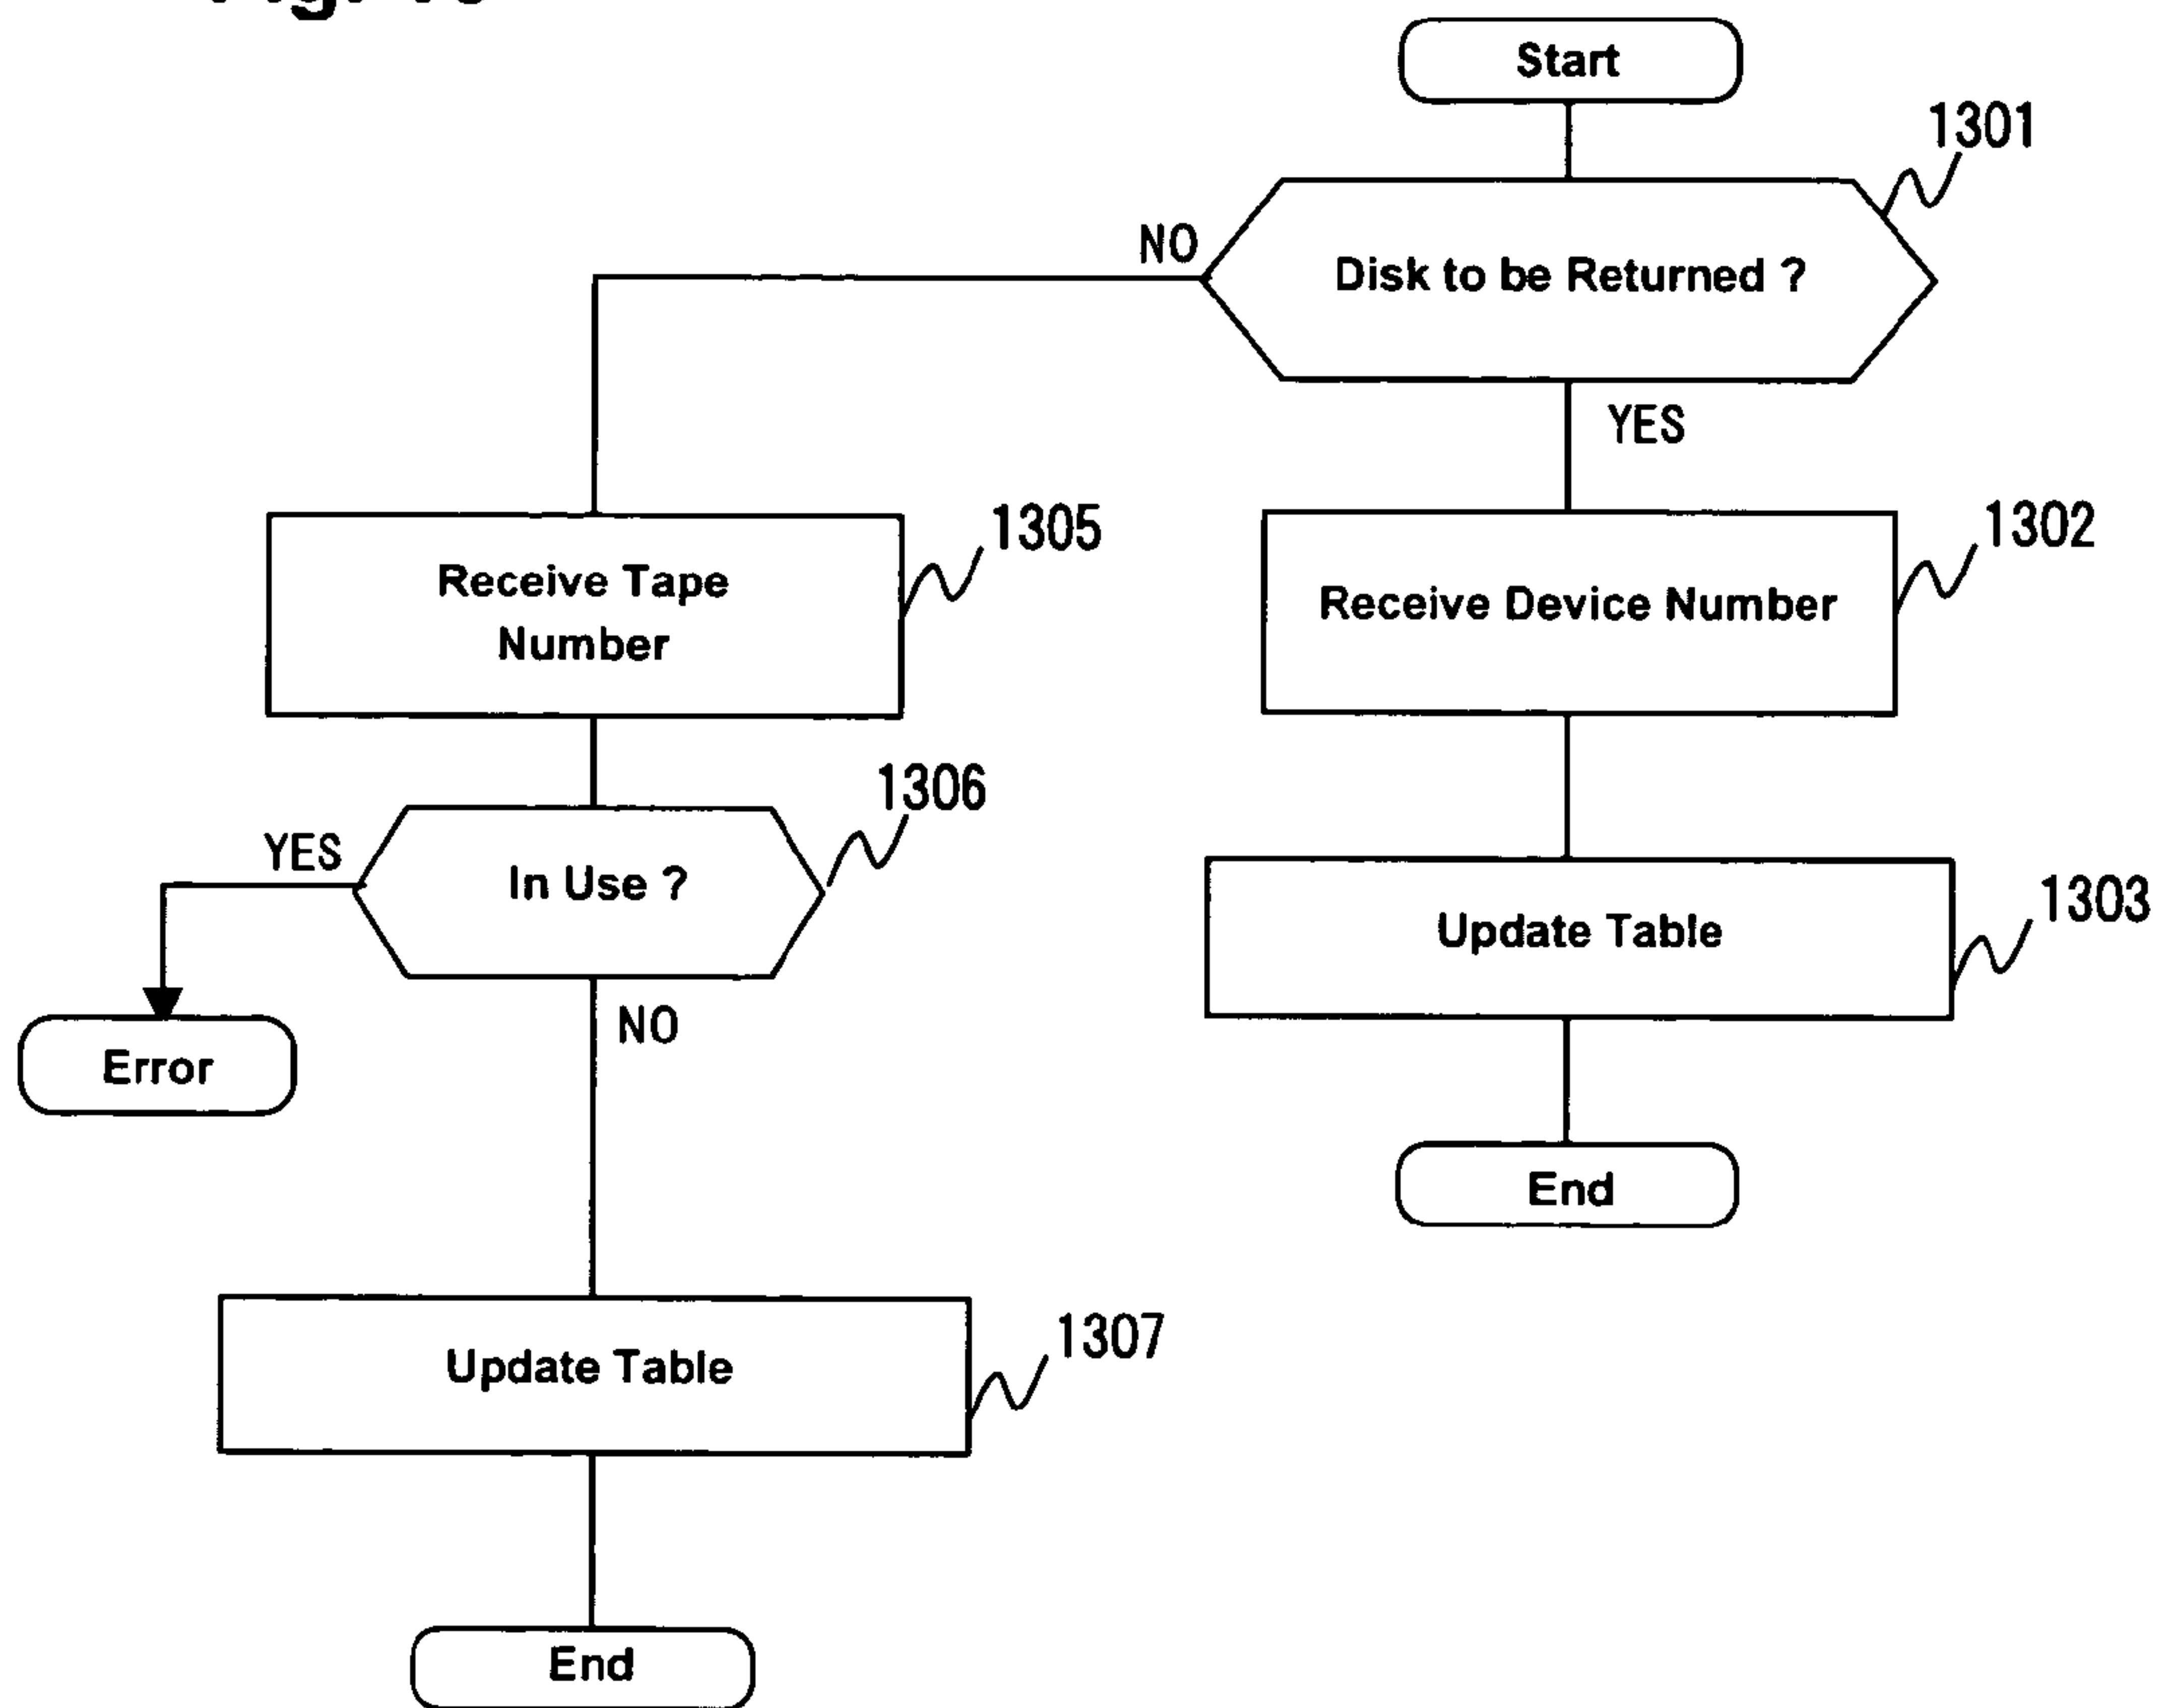 Start
1301
Disk to be Returned ?
NO
YES
1305
Receive Tape
Number
1302
Receive Device Number
1306
In Use ?
YES
NO
1303
Update Table
Error
End
1307
Update Table
End